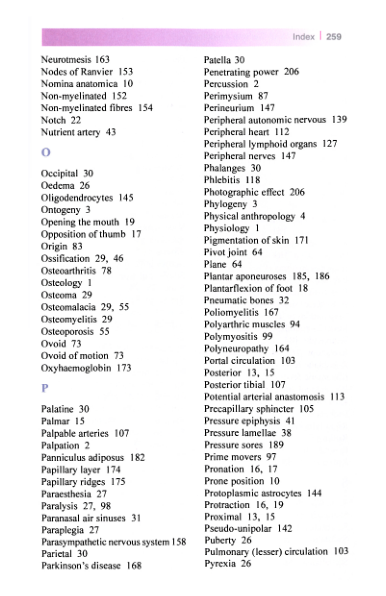 Index | 259
Neurotmesis 163
Nodes of Ranvier 153
Nomina anatomica 10
Non-myelinated 152
Non-myelinated fibres 154
Notch 22
Nutrient artery 43
O
Occipital 30
Oedema 26
Oligodendrocytes 145
Ontogeny 3
Opening the mouth 19
Opposition of thumb 17
Origin 83
Ossification 29, 46
Osteoarthritis 78
Osteology 1
Osteoma 29
Osteomalacia 29, 55
Osteomyelitis 29
Osteoporosis 55
Ovoid 73
Ovoid of motion 73
Oxyhaemoglobin 173
P
Palatine 30
Palmar 15
Palpable arteries 107
Palpation 2
Panniculus adiposus 182
Papillary layer 174
Papillary ridges 175
Paraesthesia 27
Paralysis 27, 98
Paranasal air sinuses 31
Paraplegia 27
Parasympathetic nervous system 158
Parietal 30
Parkinson's disease 168
Patella 30
Penetrating power 206
Percussion 2
Perimysium 87
Perineurium 147
Peripheral autonomic nervous 139
Peripheral heart 112
Peripheral lymphoid organs 127
Peripheral nerves 147
Phalanges 30
Phlebitis 118
Photographic effect 206
Phylogeny 3
Physical anthropology 4
Physiology 1
Pigmentation of skin 171
Pivot joint 64
Plane 64
Plantar aponeuroses 185, 186
Plantarflexion of foot 18
Pneumatic bones 32
Poliomyelitis 167
Polyarthric muscles 94
Polymyositis 99
Polyneuropathy 164
Portal circulation 103
Posterior 13, 15
Posterior tibial 107
Potential arterial anastomosis 113
Precapillary sphincter 105
Pressure epiphysis 41
Pressure lamellae 38
Pressure sores 189
Prime movers 97
Pronation 16, 17
Prone position 10
Protoplasmic astrocytes 144
Protraction 16, 19
Proximal 13, 15
Pseudo-unipolar 142
Puberty 26
Pulmonary (lesser) circulation 103
Pyrexia 26